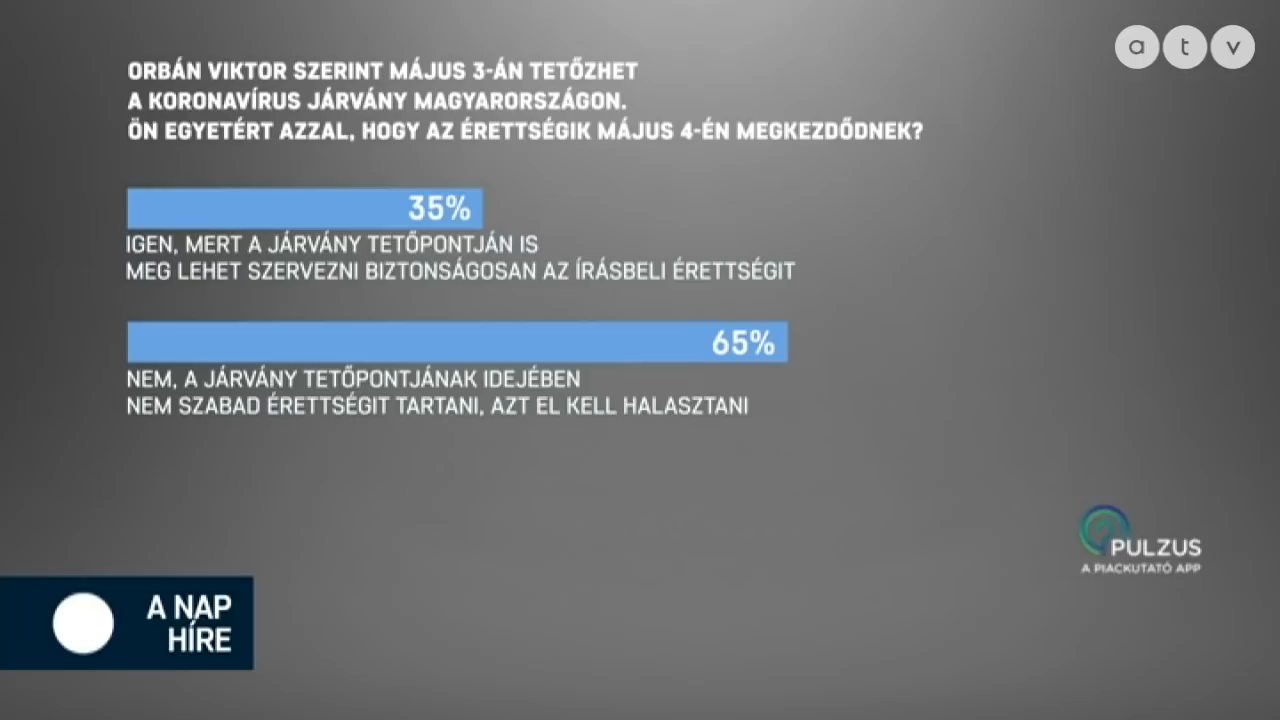 a t v
ORBÁN VIKTOR SZERINT MÁJUS 3-ÁN TETŐZHET
A KORONAVÍRUS JÁRVÁNY MAGYARORSZÁGON.
ÖN EGYETÉRT AZZAL, HOGY AZ ÉRETTSÉGIK MÁJUS 4-ÉN MEGKEZDŐDNEK?
35%
IGEN, MERT A JÁRVÁNY TETŐPONTJÁN IS
MEG LEHET SZERVEZNI BIZTONSÁGOSAN AZ ÍRÁSBELI ÉRETTSÉGIT
65%
NEM, A JÁRVÁNY TETŐPONTJÁNAK IDEJÉBEN
NEM SZABAD ÉRETTSÉGIT TARTANI, AZT EL KELL HALASZTANI
PULZUS
A PIACKUTATÓ APP
A NAP
HÍRE